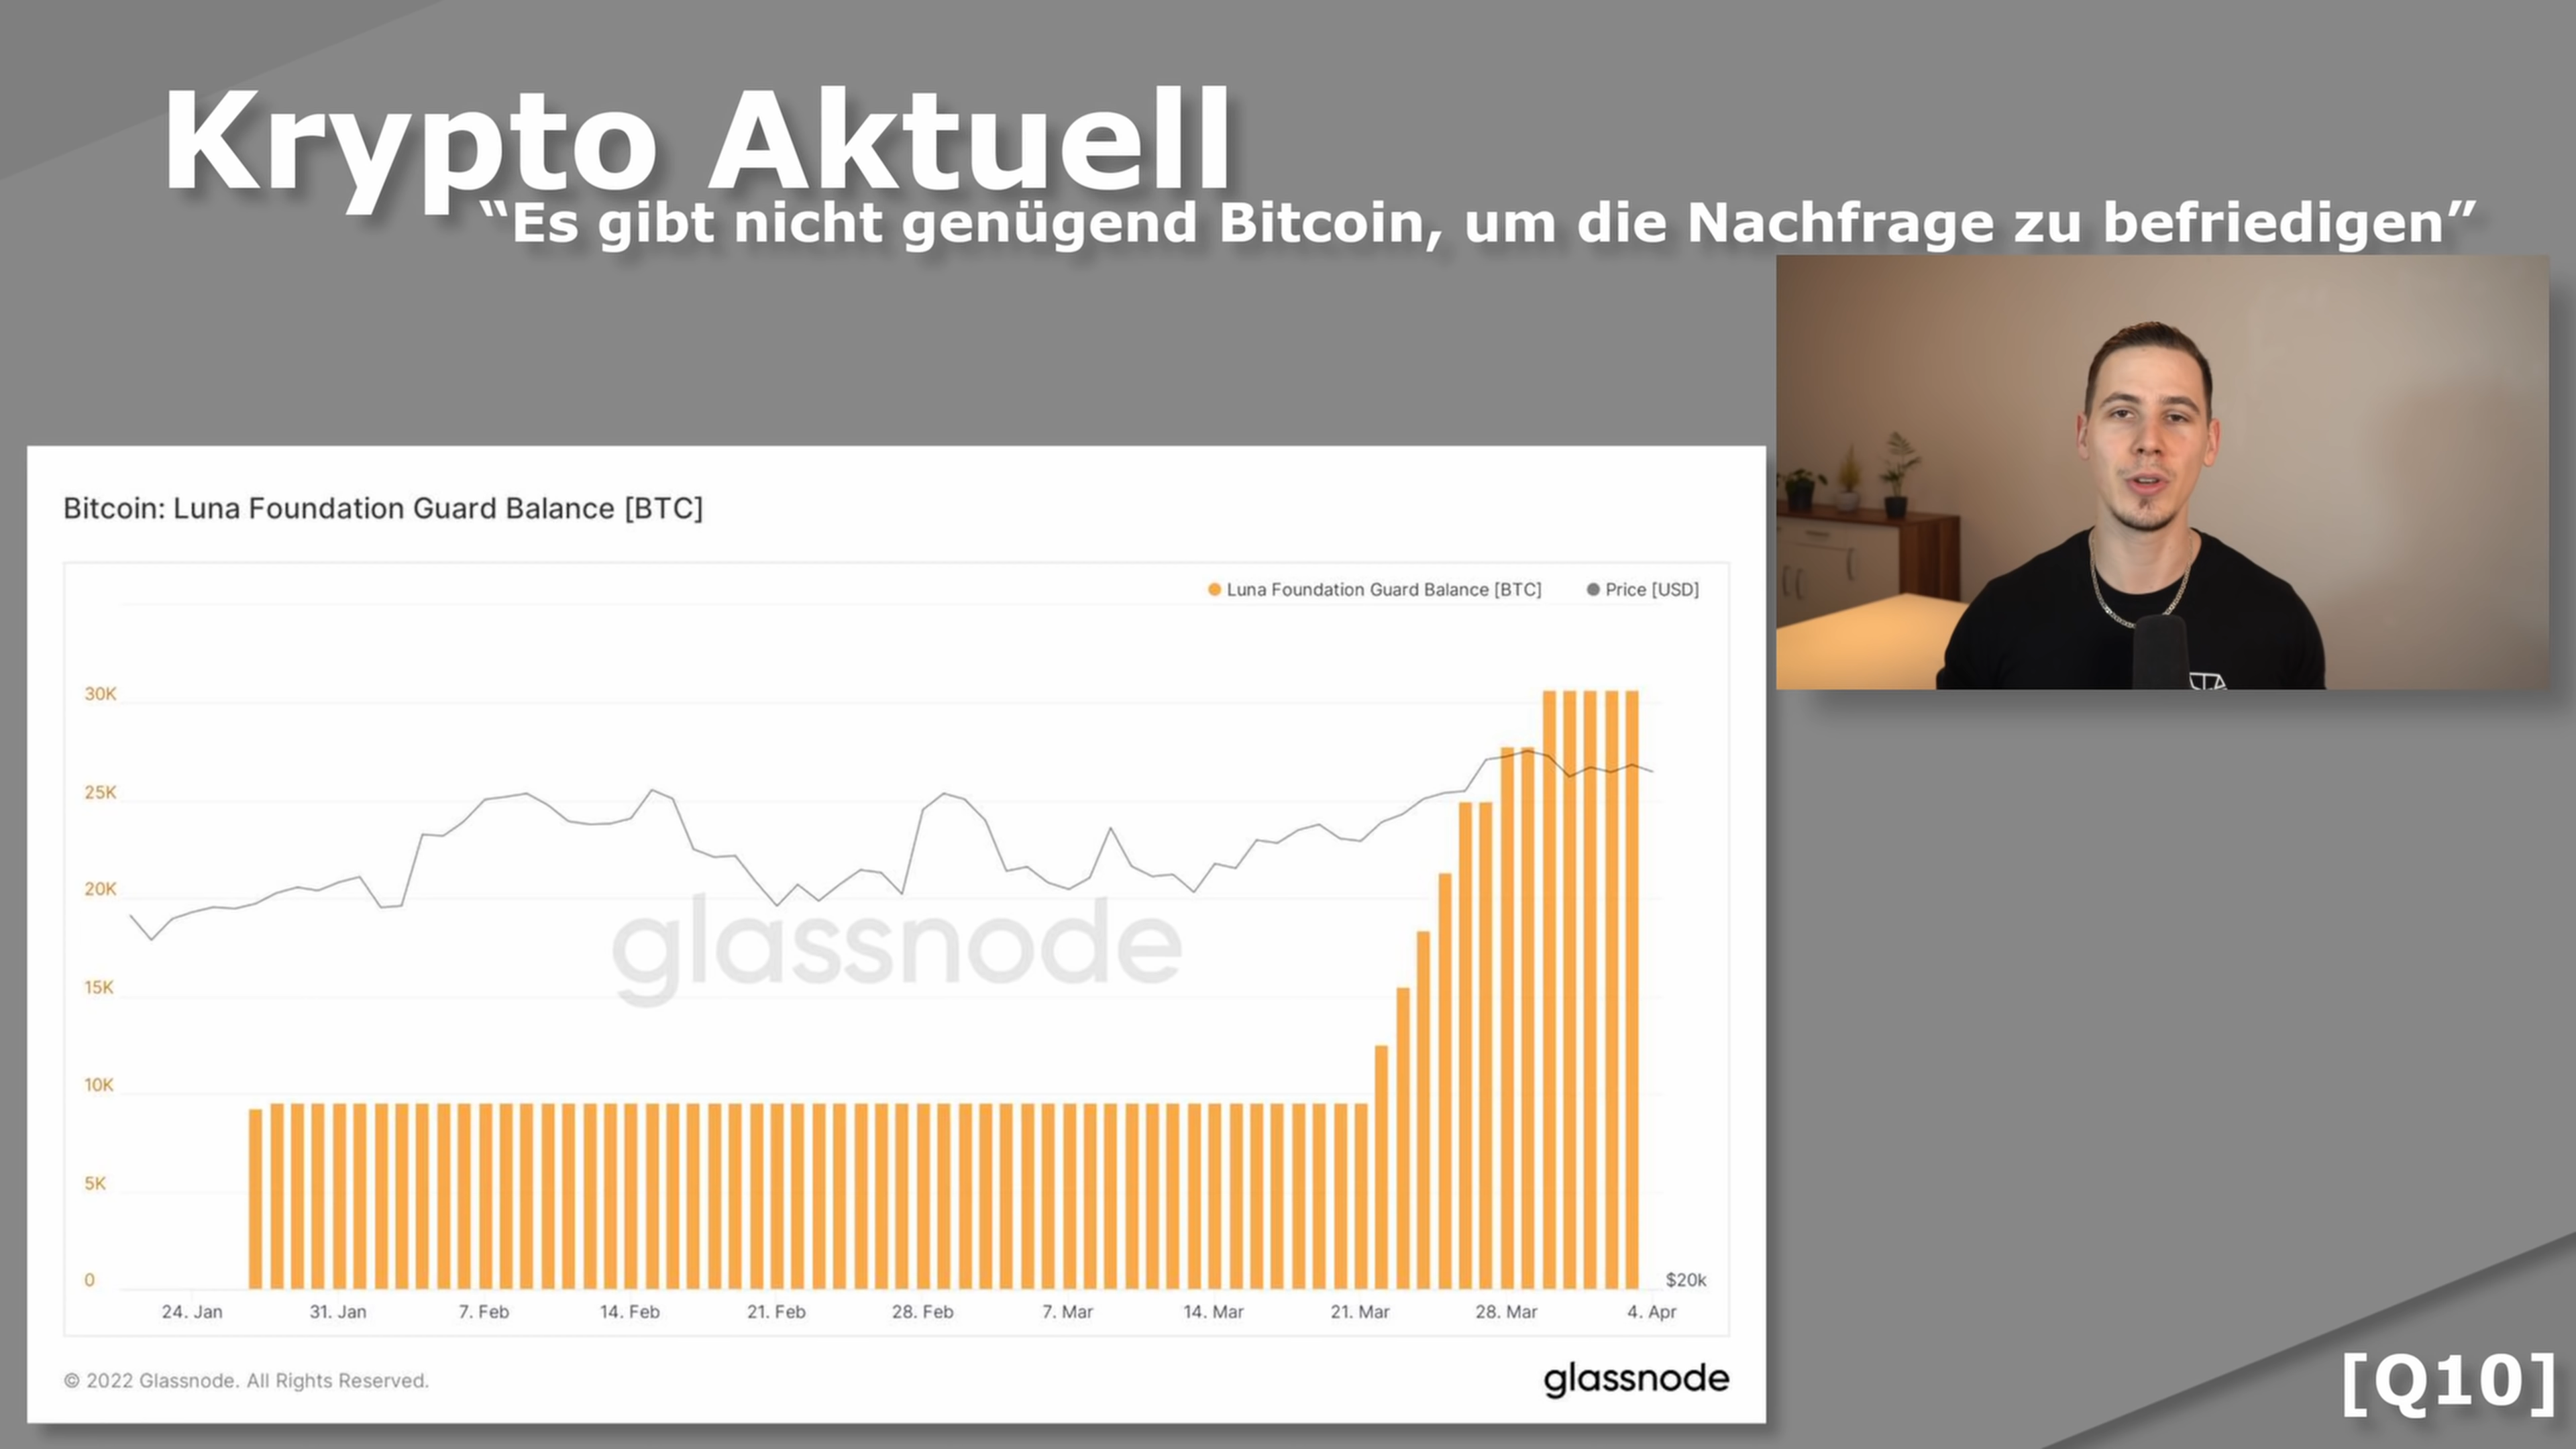 Krypto Aktuell
“Es gibt nicht genügend Bitcoin, um die Nachfrage zu befriedigen”
Bitcoin: Luna Foundation Guard Balance [BTC]
Luna Foundation Guard Balance [BTC] Price [USD]
30K
25K
20K
glassnode
15K
10K
5K
0 $20k
24. Jan 31. Jan 7. Feb 14. Feb 21. Feb 28. Feb 7. Mar 14. Mar 21. Mar 28. Mar 4. Apr
© 2022 Glassnode. All Rights Reserved. glassnode
[Q10]